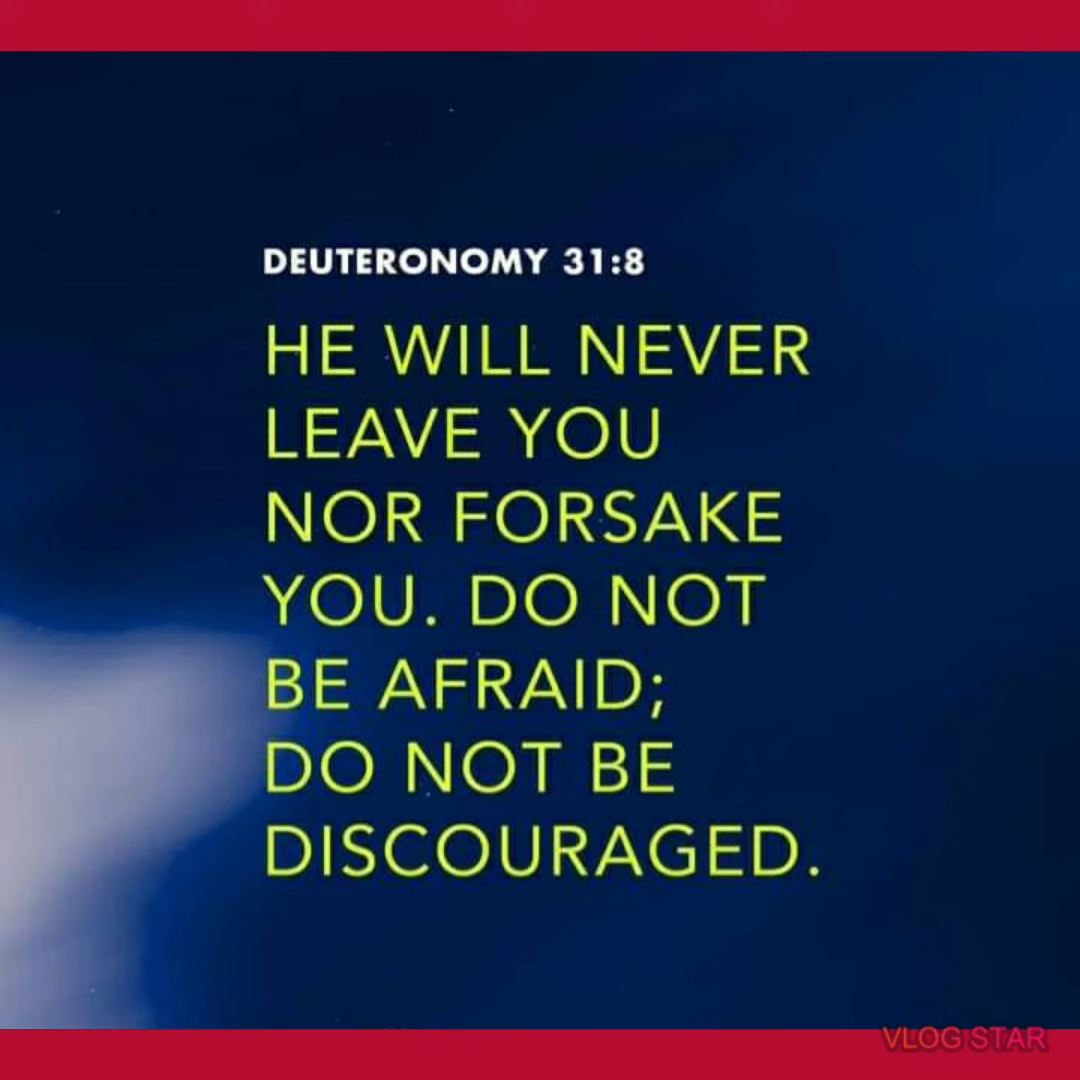 DEUTERONOMY 31:8
HE WILL NEVER
LEAVE YOU
NOR FORSAKE
YOU. DO NOT
BE AFRAID;
DO NOT BE
DISCOURAGED.
VLOG STAR